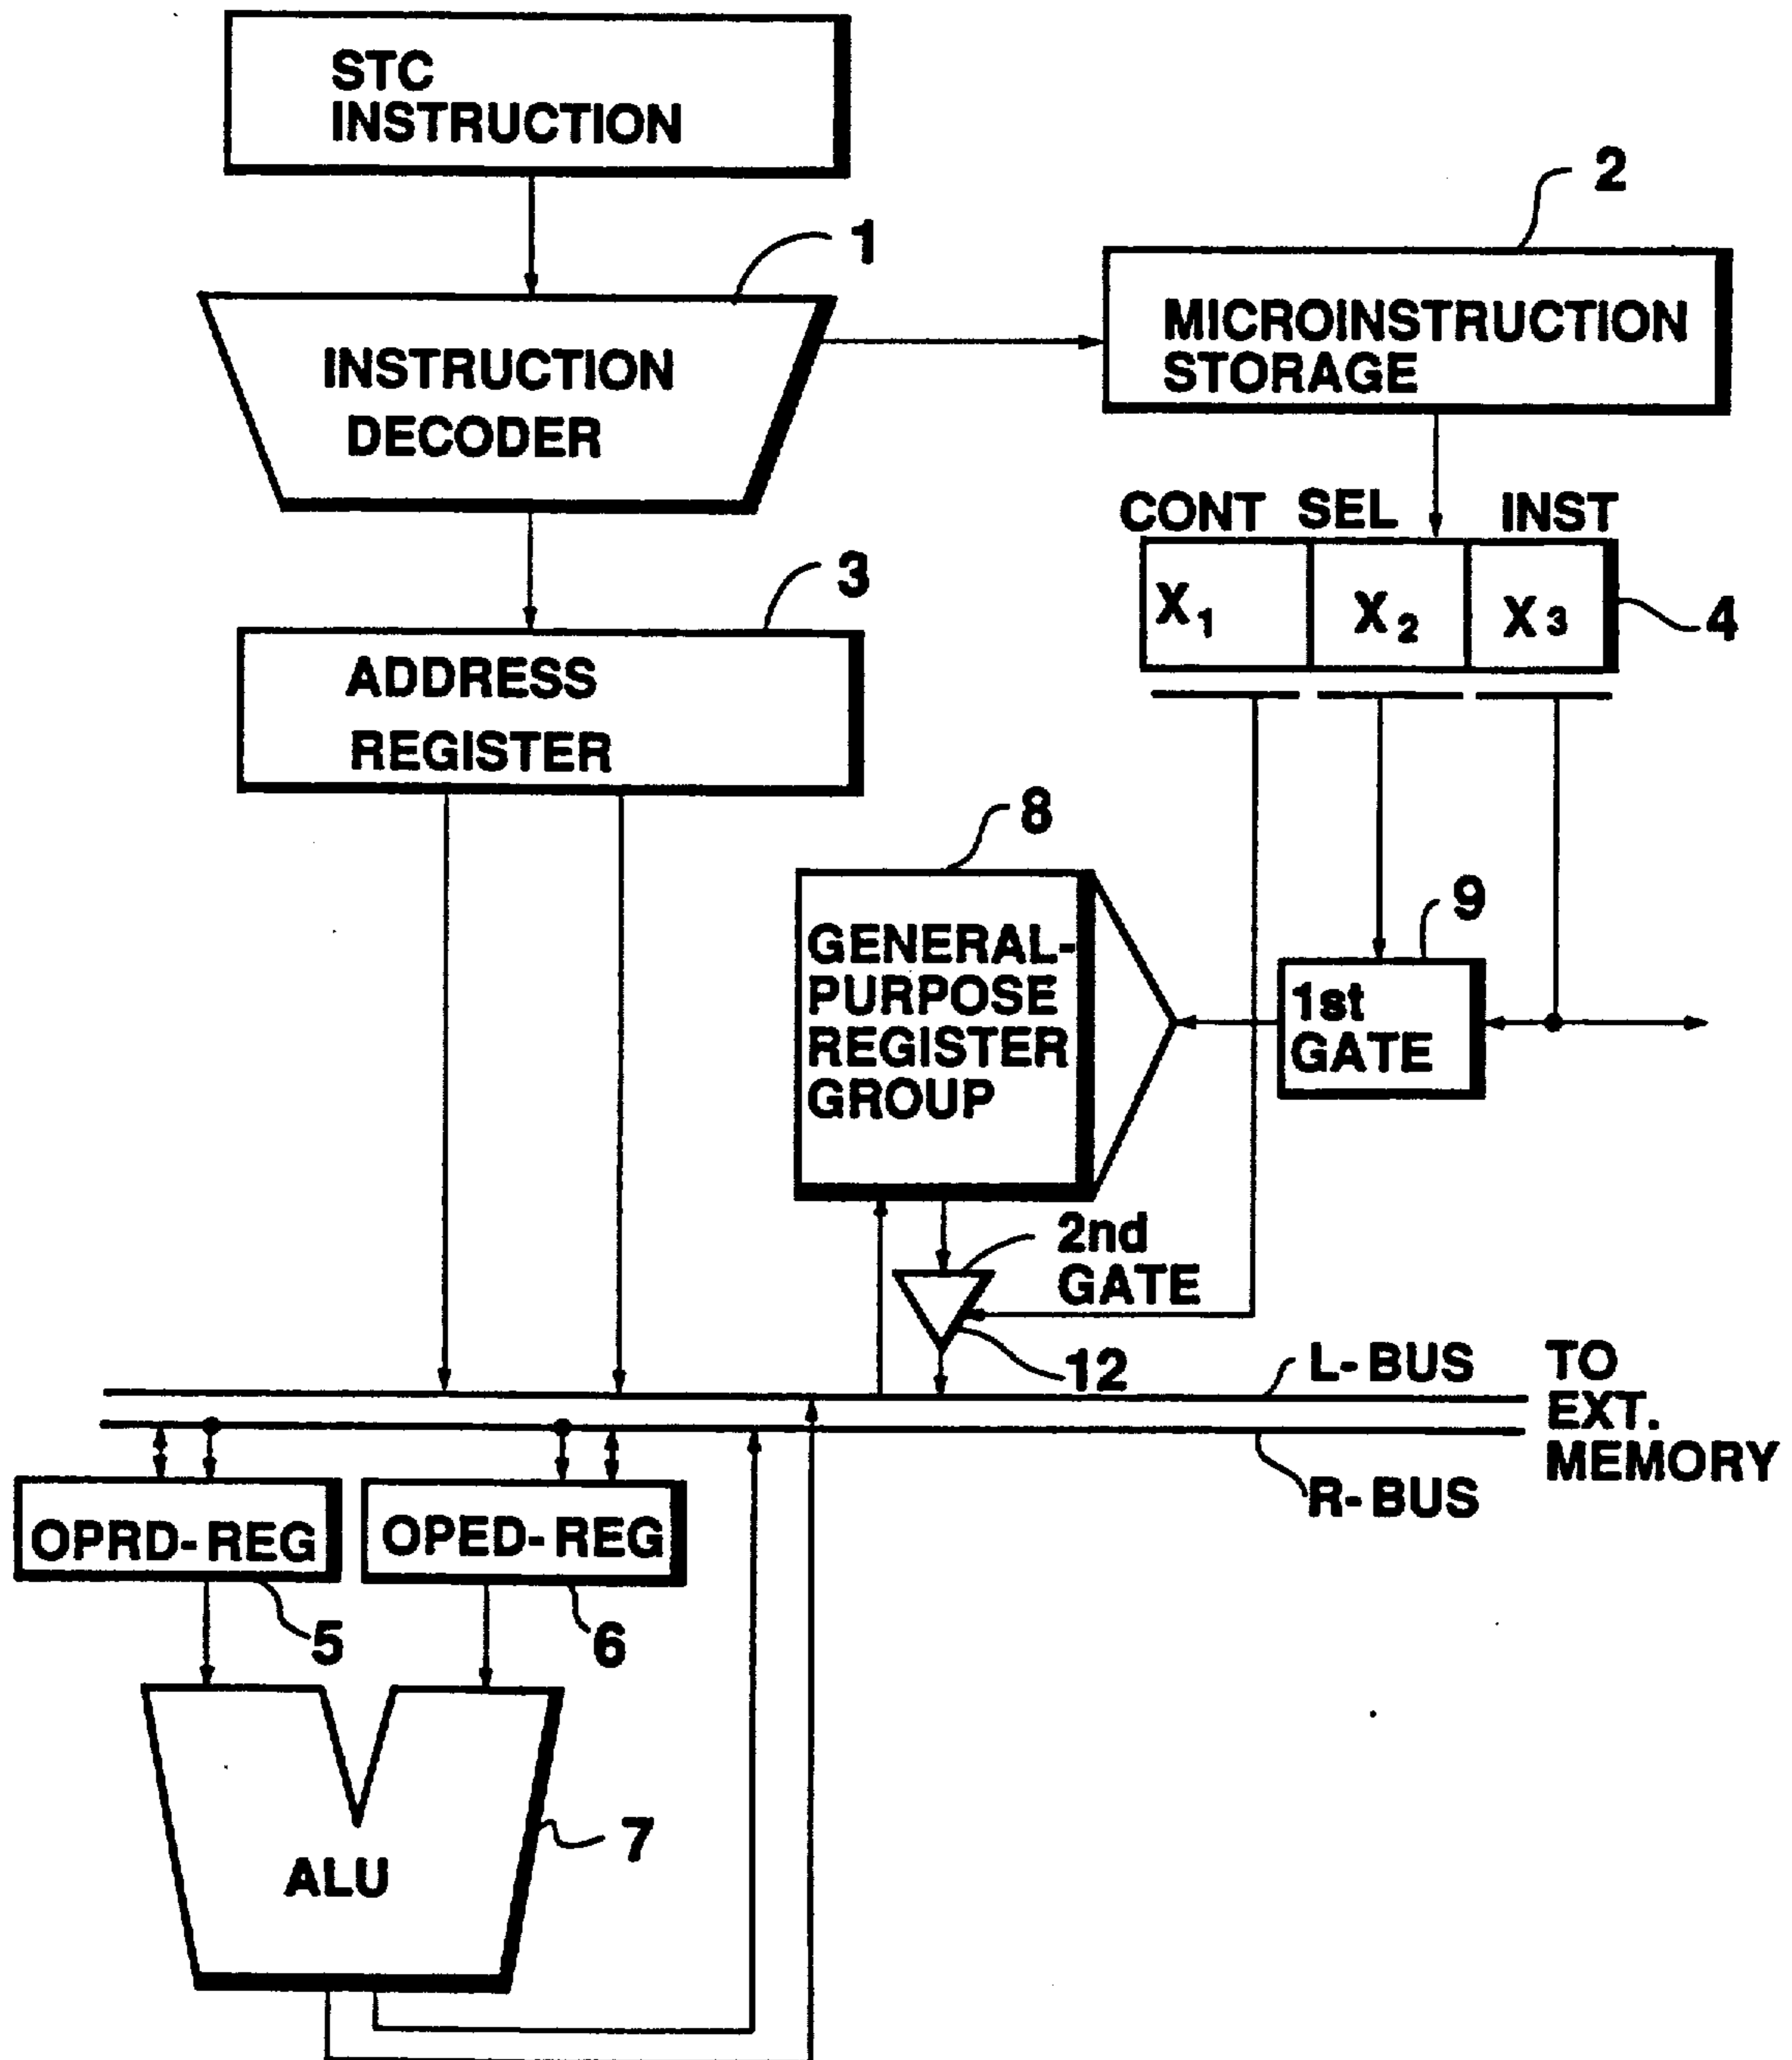 STC
INSTRUCTION
1
2
INSTRUCTION
DECODER
MICROINSTRUCTION
STORAGE
CONT SEL INST
X1 X2 X3
4
3
ADDRESS
REGISTER
8
GENERAL-
PURPOSE
REGISTER
GROUP
9
1st
GATE
2nd
GATE
12
L-BUS
R-BUS
TO
EXT.
MEMORY
OPRD-REG
OPED-REG
5
6
ALU
7